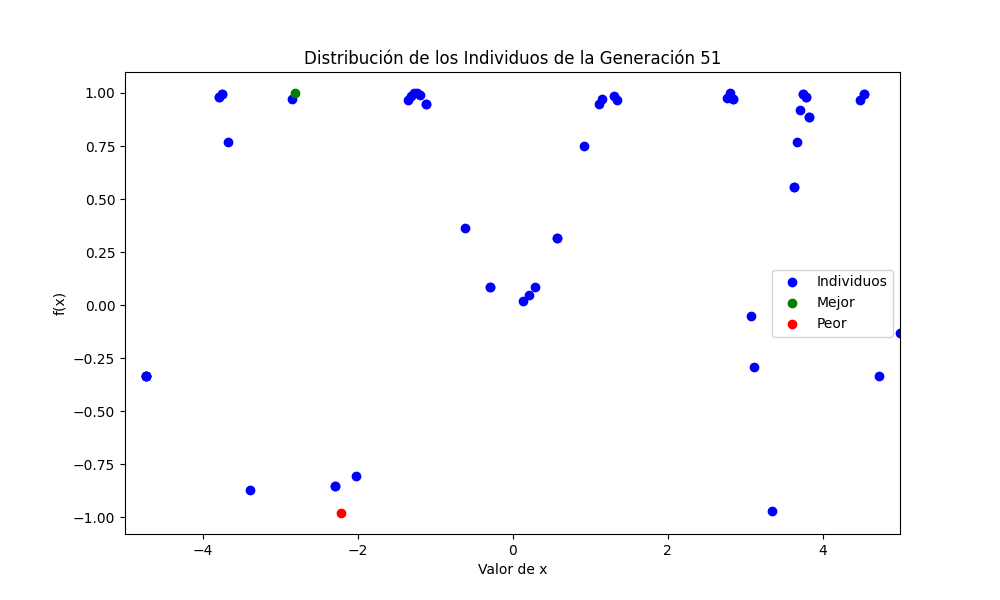 Distribución de los Individuos de la Generación 51
1.00
0.75
0.50
0.25
0.00
−0.25
−0.50
−0.75
−1.00
f(x)
Individuos
Mejor
Peor
−4
−2
0
2
4
Valor de x